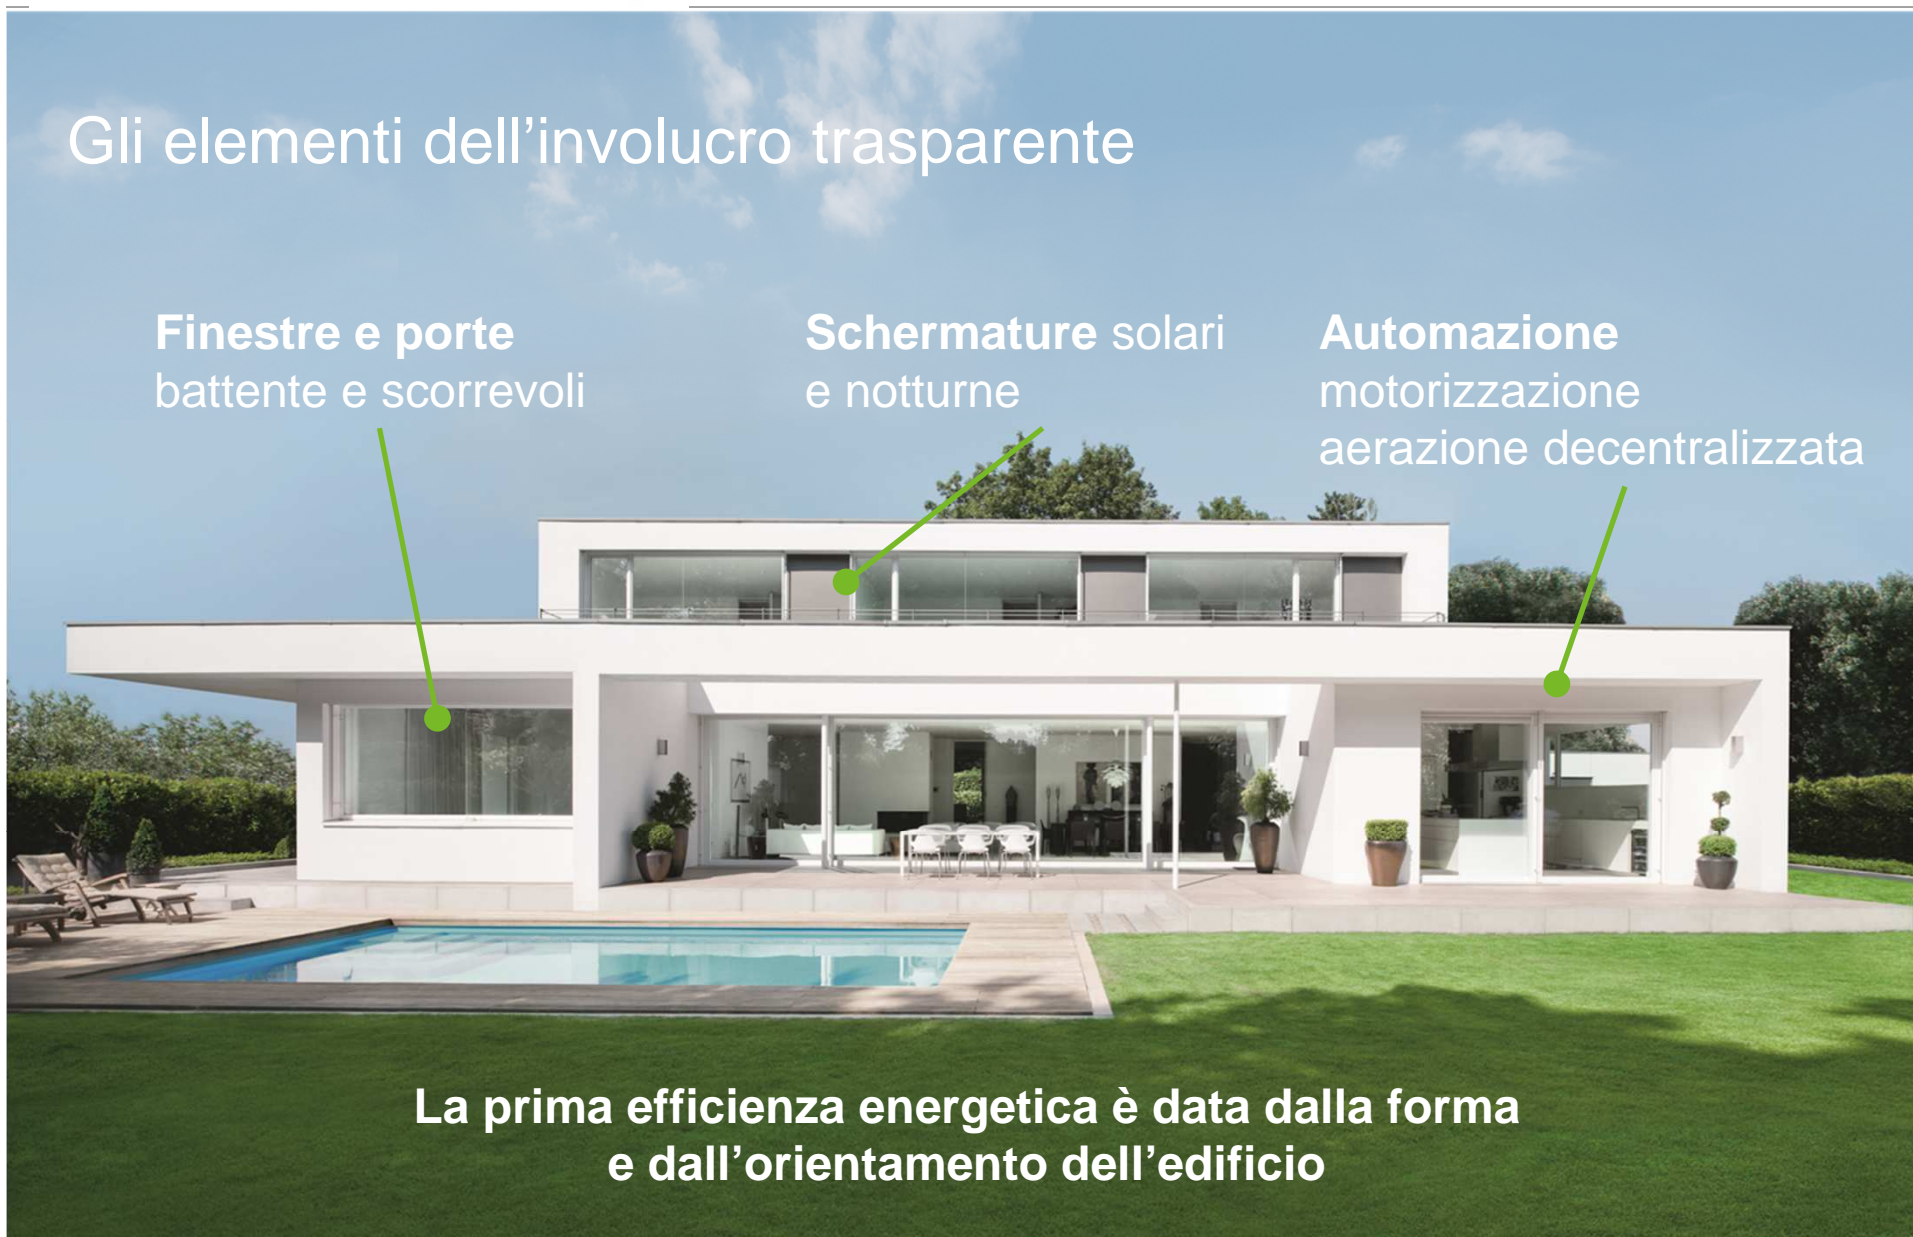 Gli elementi dell’involucro trasparente
Finestre e porte
battente e scorrevoli
Schermature solari
e notturne
Automazione
motorizzazione
aerazione decentralizzata
La prima efficienza energetica è data dalla forma
e dall’orientamento dell’edificio